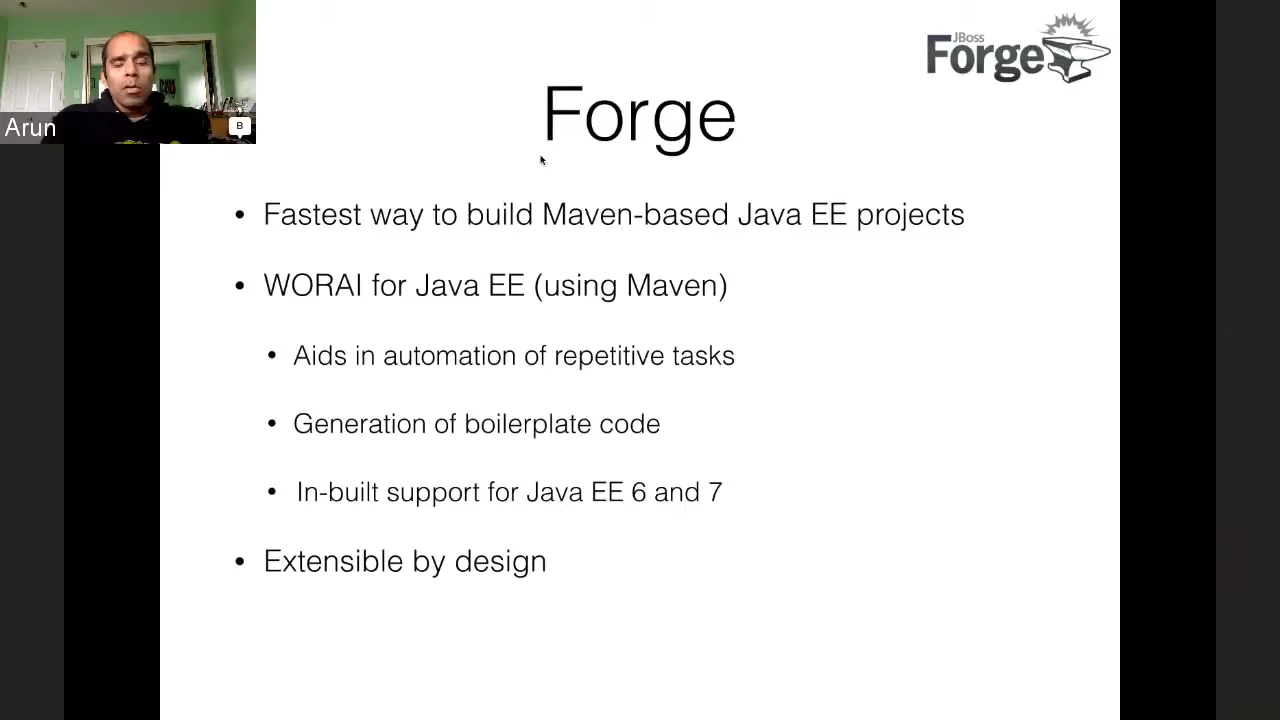 JBoss
Forge
Arun
B
Forge
• Fastest way to build Maven-based Java EE projects
• WORAI for Java EE (using Maven)
• Aids in automation of repetitive tasks
• Generation of boilerplate code
• In-built support for Java EE 6 and 7
• Extensible by design